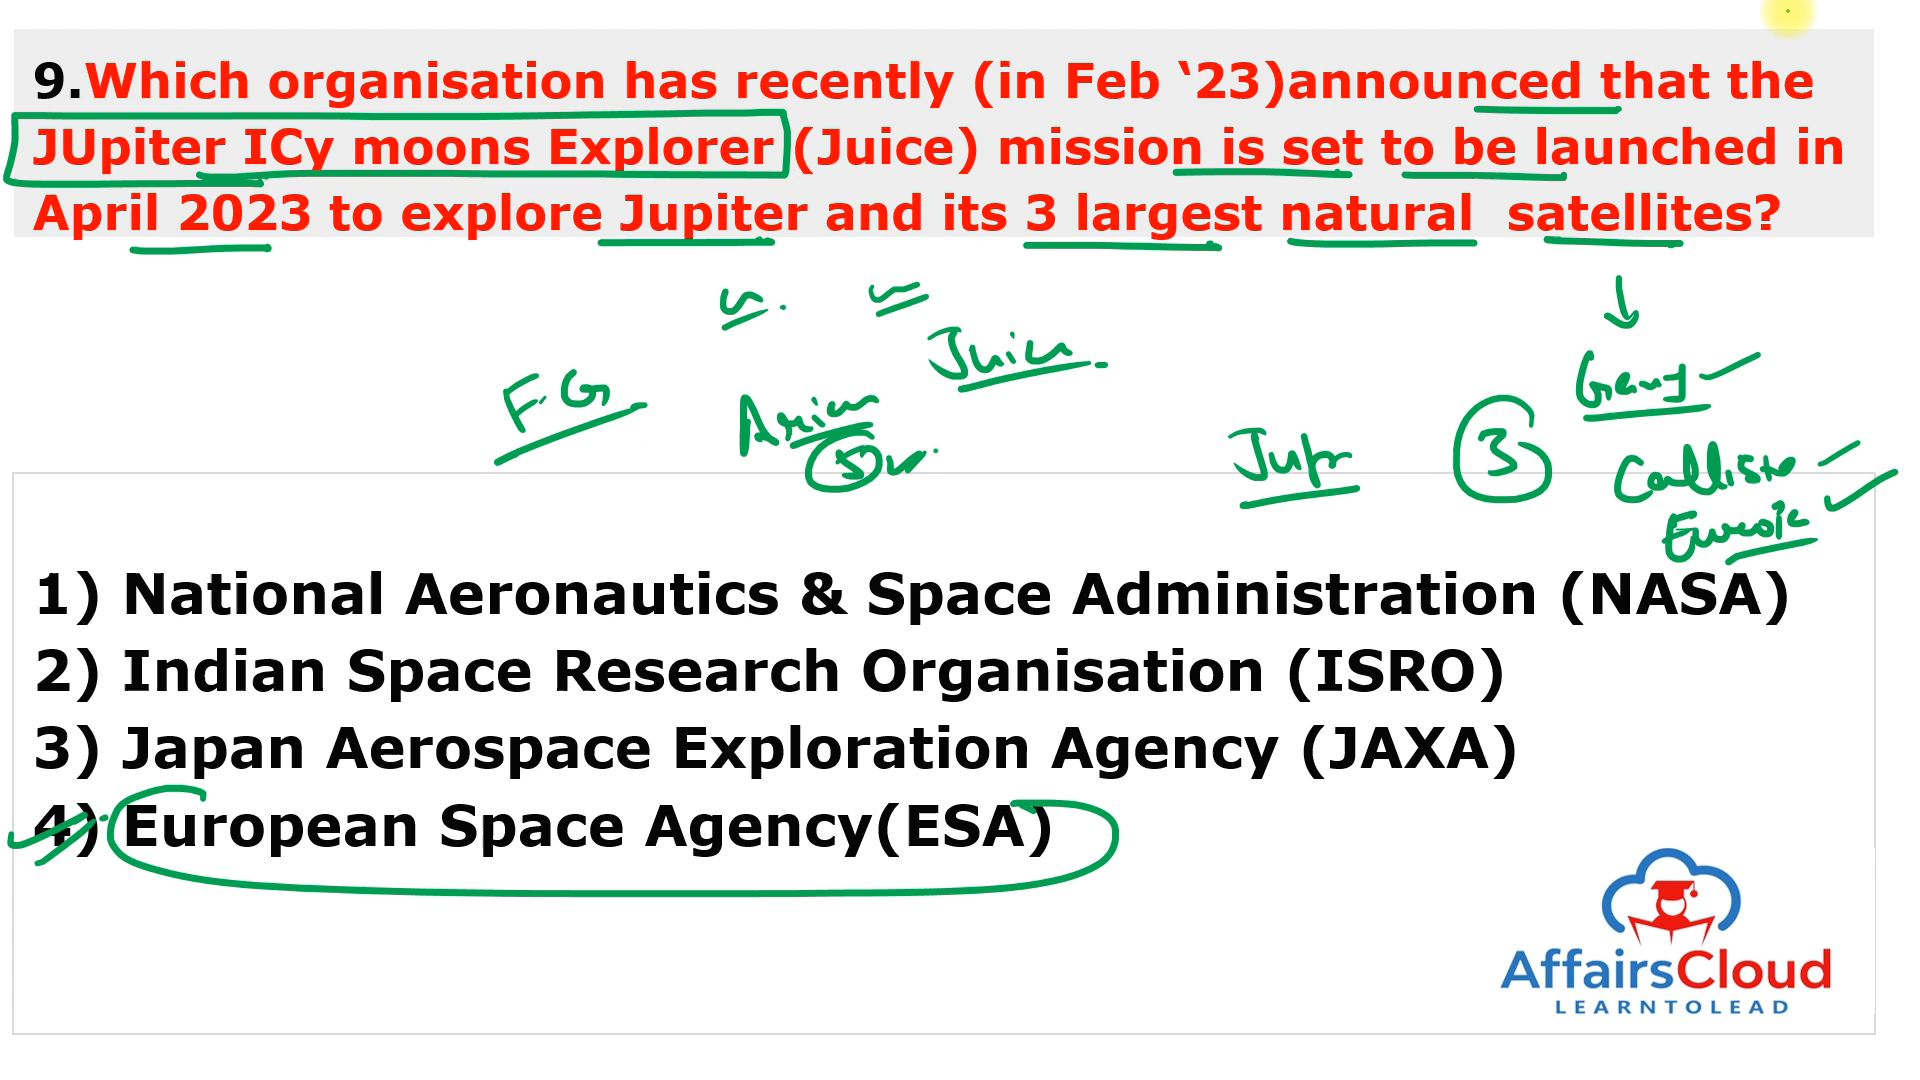 9.Which organisation has recently (in Feb ‘23)announced that the
JUpiter ICy moons Explorer (Juice) mission is set to be launched in
April 2023 to explore Jupiter and its 3 largest natural satellites?
Juice
F.G
Arian
5
Jup
3
Callisto
1) National Aeronautics & Space Administration (NASA)
2) Indian Space Research Organisation (ISRO)
3) Japan Aerospace Exploration Agency (JAXA)
4) European Space Agency(ESA)
AffairsCloud
LEARNTOLEAD